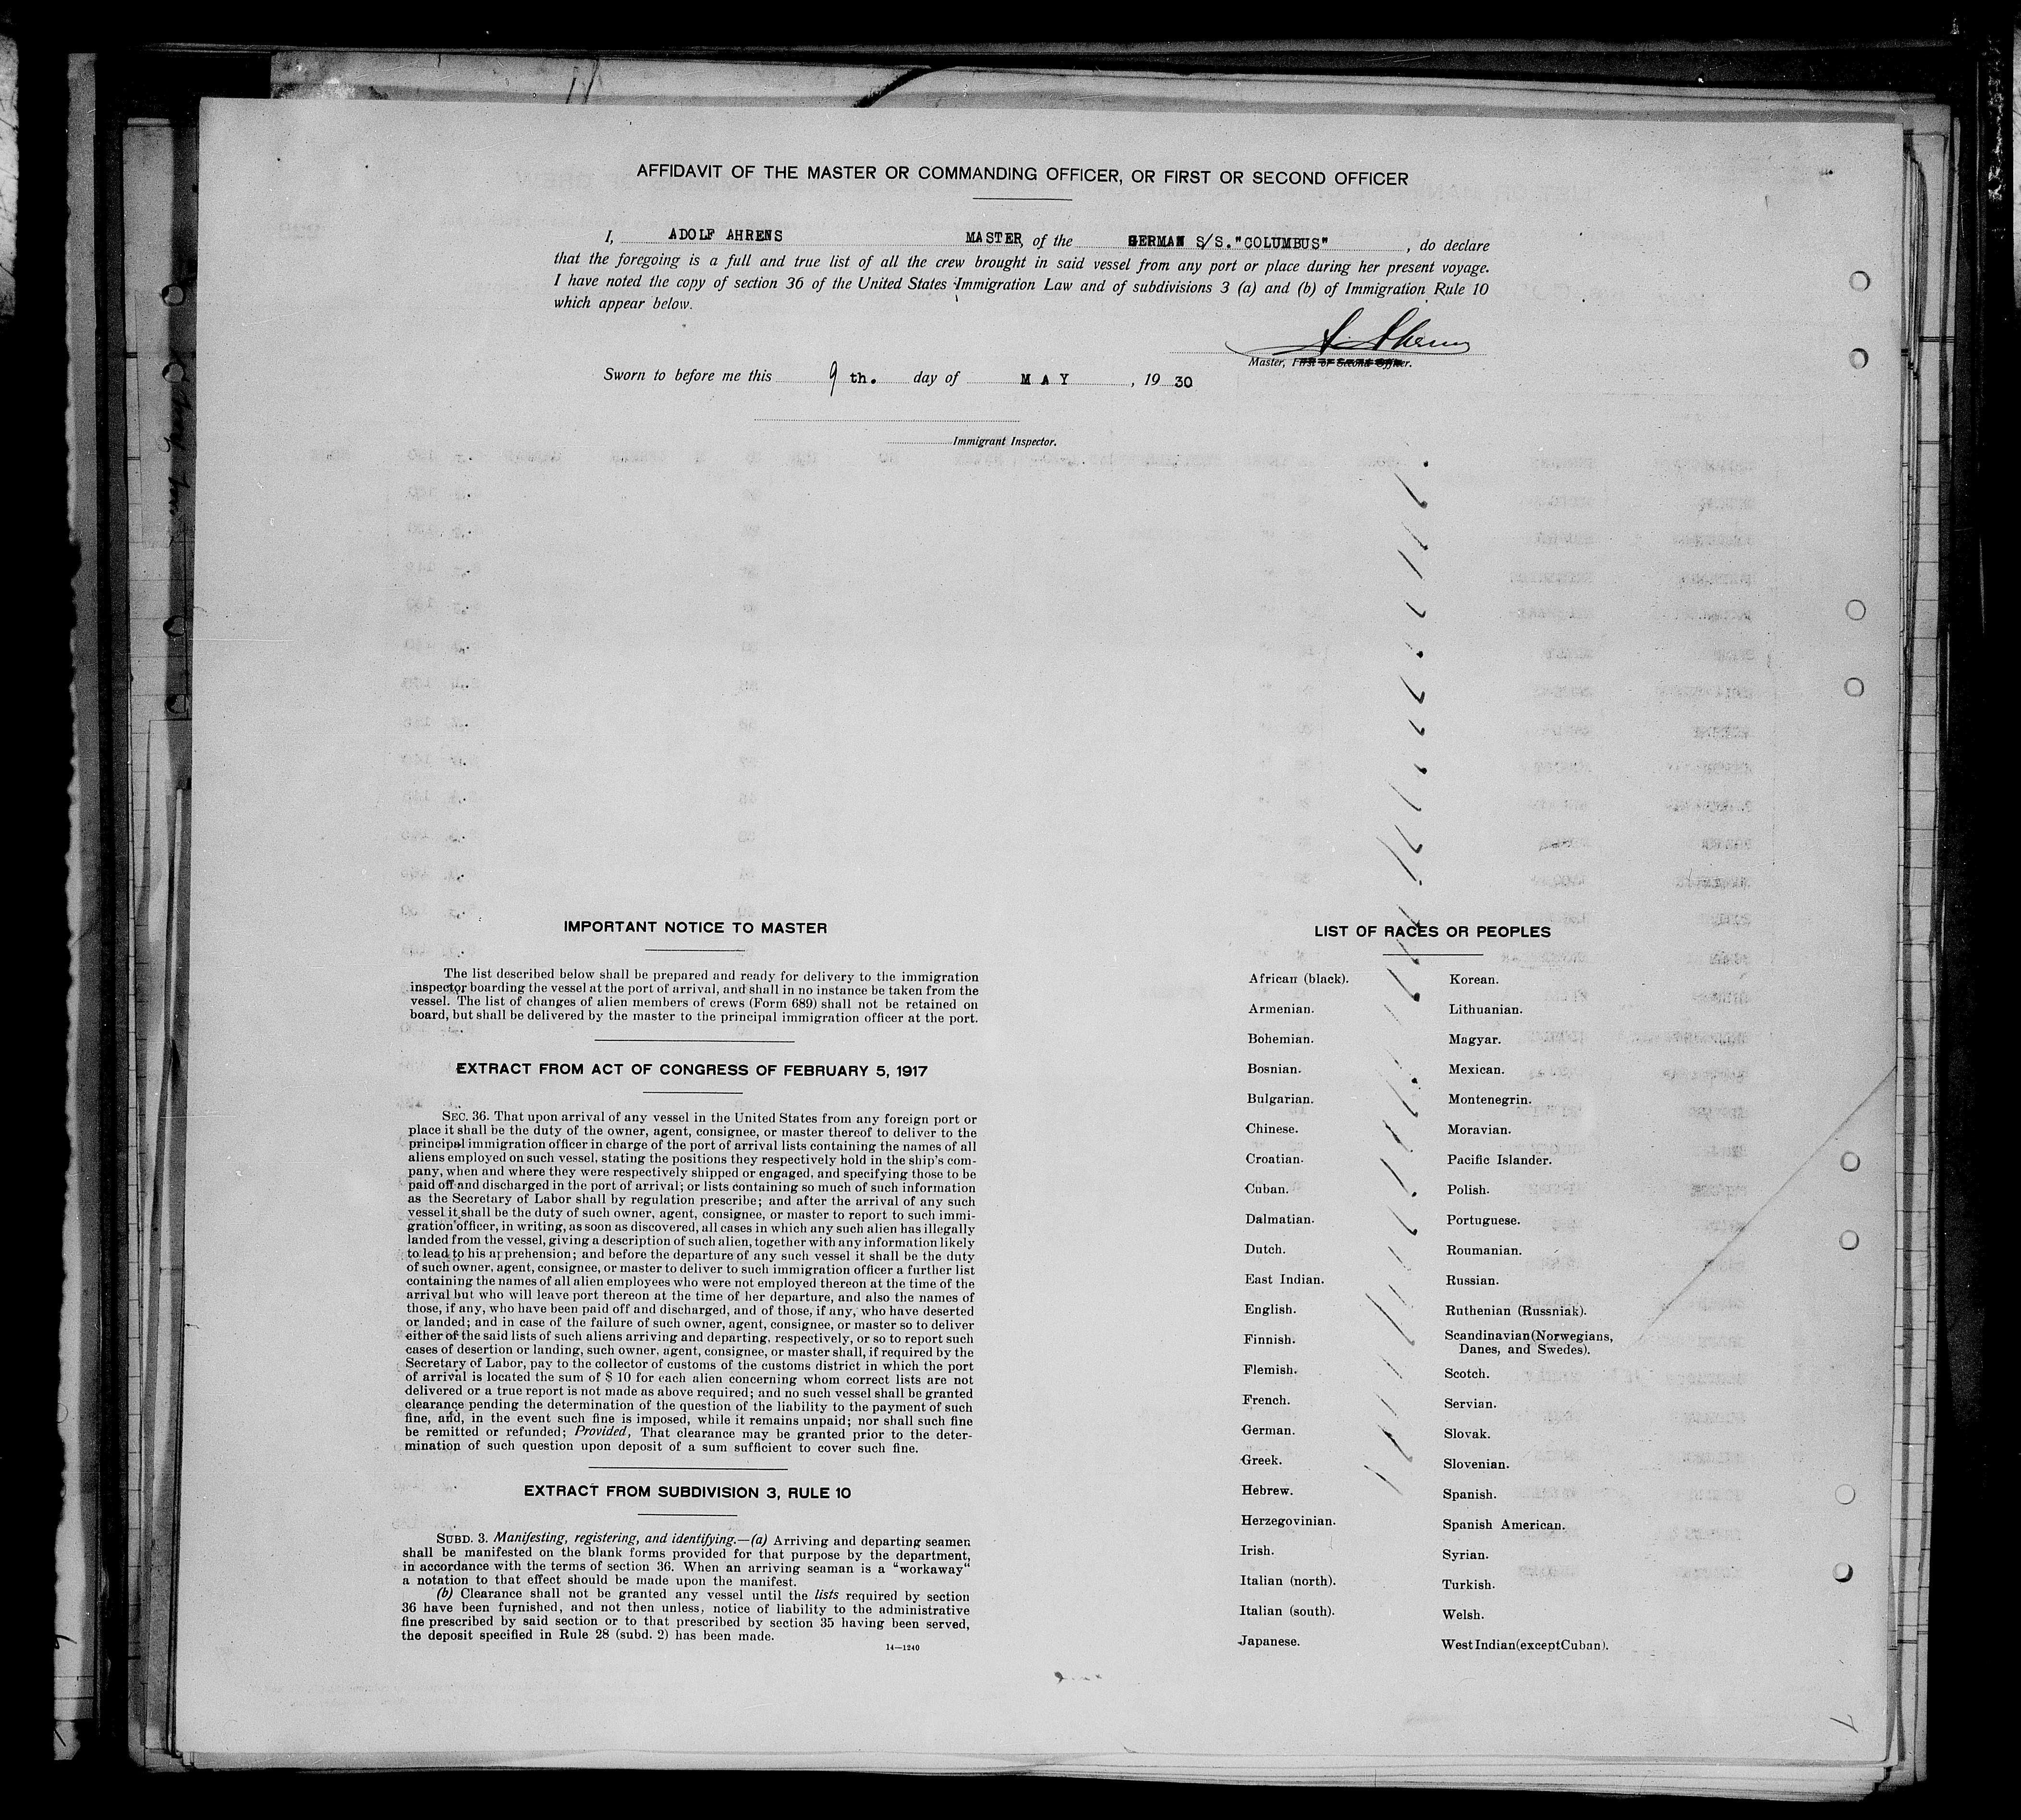 AFFIDAVIT OF THE MASTER OR COMMANDING OFFICER, OR FIRST OR SECOND OFFICER
I, ADOLF AHRENS MASTER, of the GERMAN S/S."COLUMBUS", do declare
that the foregoing is a full and true list of all the crew brought in said vessel from any port or place during her present voyage.
I have noted the copy of section 36 of the United States Immigration Law and of subdivisions 3 (a) and (b) of Immigration Rule 10
which appear below.
A. Ahrens
Master, First or Second Officer.
Sworn to before me this 9 th. day of MAY, 19 30
Immigrant Inspector.
IMPORTANT NOTICE TO MASTER
The list described below shall be prepared and ready for delivery to the immigration
inspector boarding the vessel at the port of arrival, and shall in no instance be taken from the
vessel. The list of changes of alien members of crews (Form 689) shall not be retained on
board, but shall be delivered by the master to the principal immigration officer at the port.
EXTRACT FROM ACT OF CONGRESS OF FEBRUARY 5, 1917
SEC. 36. That upon arrival of any vessel in the United States from any foreign port or
place it shall be the duty of the owner, agent, consignee, or master thereof to deliver to the
principal immigration officer in charge of the port of arrival lists containing the names of all
aliens employed on such vessel, stating the positions they respectively hold in the ship's com-
pany, when and where they were respectively shipped or engaged, and specifying those to be
paid off and discharged in the port of arrival; or lists containing so much of such information
as the Secretary of Labor shall by regulation prescribe; and after the arrival of any such
vessel it shall be the duty of such owner, agent, consignee, or master to report to such immi-
gration officer, in writing, as soon as discovered, all cases in which any such alien has illegally
landed from the vessel, giving a description of such alien, together with any information likely
to lead to his apprehension; and before the departure of any such vessel it shall be the duty
of such owner, agent, consignee, or master to deliver to such immigration officer a further list
containing the names of all alien employees who were not employed thereon at the time of the
arrival but who will leave port thereon at the time of her departure, and also the names of
those, if any, who have been paid off and discharged, and of those, if any, who have deserted
or landed; and in case of the failure of such owner, agent, consignee, or master so to deliver
either of the said lists of such aliens arriving and departing, respectively, or so to report such
cases of desertion or landing, such owner, agent, consignee, or master shall, if required by the
Secretary of Labor, pay to the collector of customs of the customs district in which the port
of arrival is located the sum of $ 10 for each alien concerning whom correct lists are not
delivered or a true report is not made as above required; and no such vessel shall be granted
clearance pending the determination of the question of the liability to the payment of such
fine, and, in the event such fine is imposed, while it remains unpaid; nor shall such fine
be remitted or refunded; Provided, That clearance may be granted prior to the deter-
mination of such question upon deposit of a sum sufficient to cover such fine.
EXTRACT FROM SUBDIVISION 3, RULE 10
SUBD. 3. Manifesting, registering, and identifying.—(a) Arriving and departing seamen
shall be manifested on the blank forms provided for that purpose by the department,
in accordance with the terms of section 36. When an arriving seaman is a “workaway“
a notation to that effect should be made upon the manifest.
(b) Clearance shall not be granted any vessel until the lists required by section
36 have been furnished, and not then unless, notice of liability to the administrative
fine prescribed by said section or to that prescribed by section 35 having been served,
the deposit specified in Rule 28 (subd. 2) has been made.
14—1240
LIST OF RACES OR PEOPLES
African (black).
Armenian.
Bohemian.
Bosnian.
Bulgarian.
Chinese.
Croatian.
Cuban.
Dalmatian.
Dutch.
East Indian.
English.
Finnish.
Flemish.
French.
German.
Greek.
Hebrew.
Herzegovinian.
Irish.
Italian (north).
Italian (south).
Japanese.
Korean.
Lithuanian.
Magyar.
Mexican.
Montenegrin.
Moravian.
Pacific Islander.
Polish.
Portuguese.
Roumanian.
Russian.
Ruthenian (Russniak).
Scandinavian (Norwegians,
Danes, and Swedes).
Scotch.
Servian.
Slovak.
Slovenian.
Spanish.
Spanish American.
Syrian.
Turkish.
Welsh.
West Indian (except Cuban).